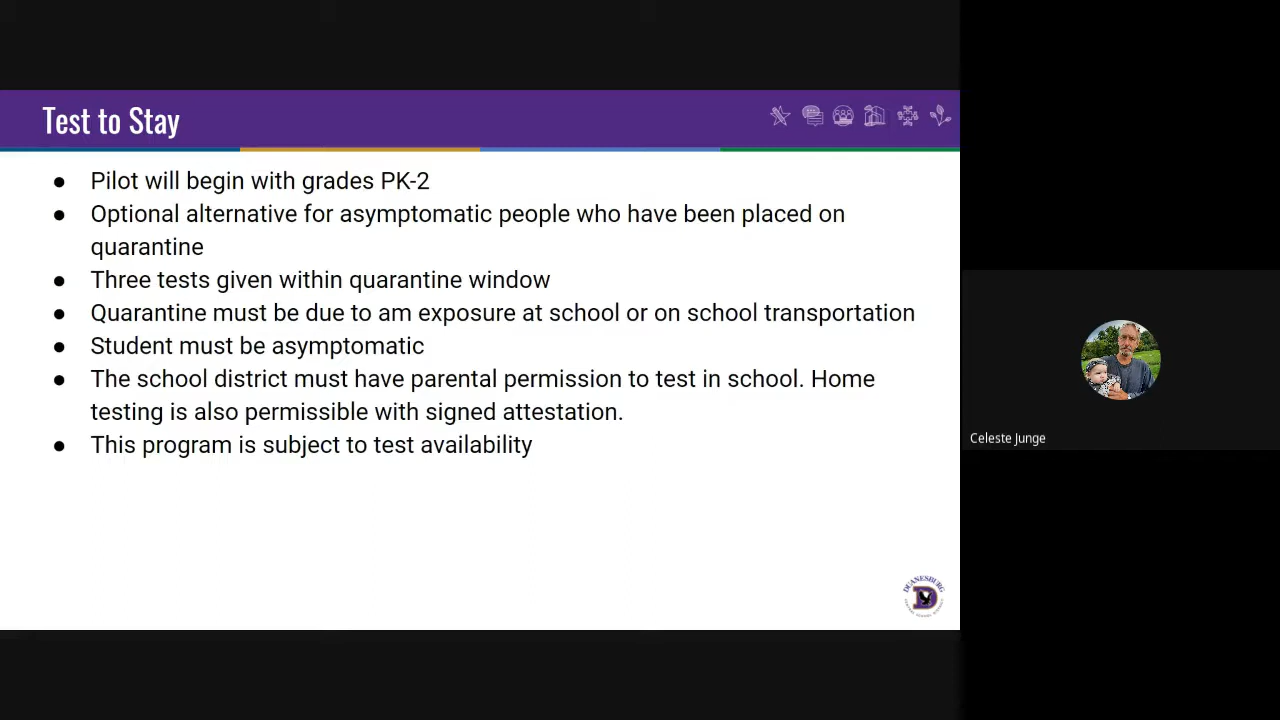 Test to Stay
● Pilot will begin with grades PK-2
● Optional alternative for asymptomatic people who have been placed on
quarantine
● Three tests given within quarantine window
● Quarantine must be due to am exposure at school or on school transportation
● Student must be asymptomatic
● The school district must have parental permission to test in school. Home
testing is also permissible with signed attestation.
● This program is subject to test availability
DUANESBURG
D
Celeste Junge